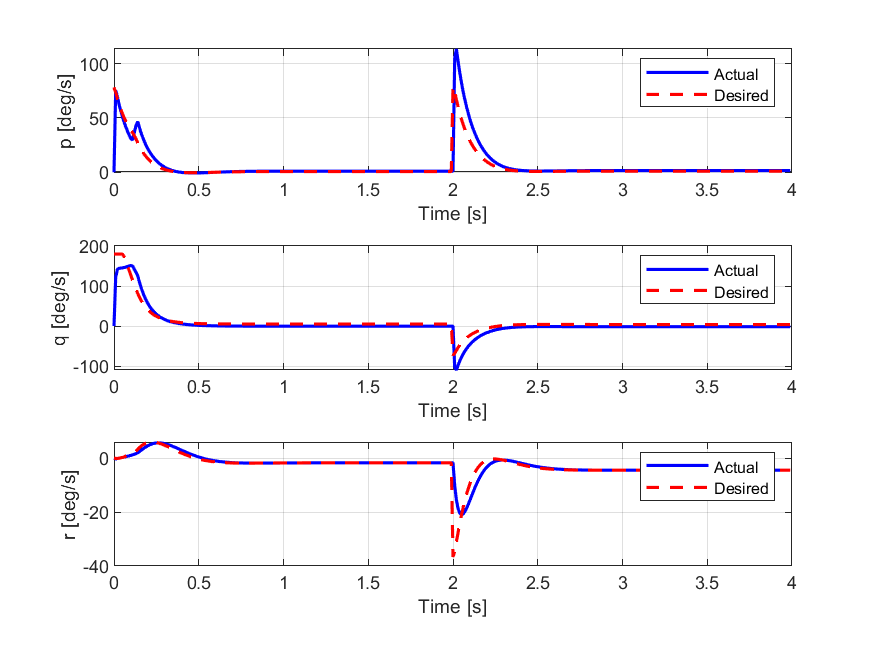 p [deg/s]
100
50
0
Actual
Desired
0 0.5 1 1.5 2 2.5 3 3.5 4
Time [s]
q [deg/s]
200
100
0
-100
Actual
Desired
0 0.5 1 1.5 2 2.5 3 3.5 4
Time [s]
r [deg/s]
0
-20
-40
Actual
Desired
0 0.5 1 1.5 2 2.5 3 3.5 4
Time [s]